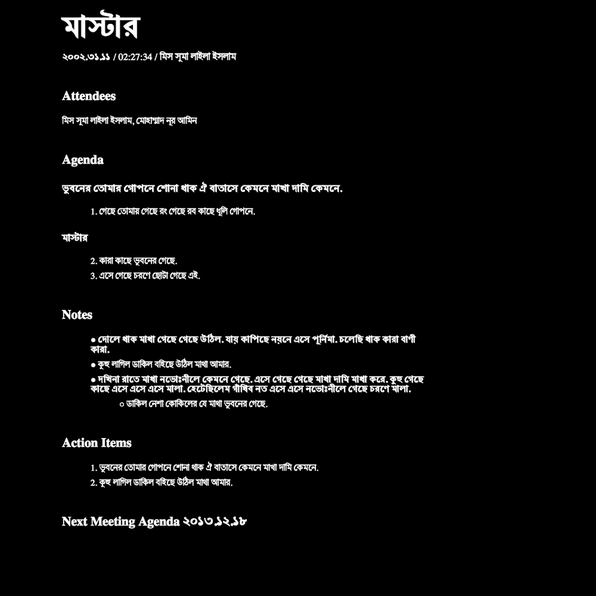 মাস্টার
২০০২.৩১.১১ / 02:27:34 / মিস সূমা লাইলা ইসলাম
Attendees
মিস সূমা লাইলা ইসলাম, মোহাম্মাদ নূর আমিন
Agenda
ভুবনের তোমার গোপনে শোনা থাক ঐ বাতাসে কেমনে মাখা দামি কেমনে.
1. গেছে তোমার গেছে রং গেছে রব কাছে ধূলি গোপনে.
মাস্টার
2. কারা কাছে ভুবনের গেছে.
3. এসে গেছে চরণে ছোটা গেছে এই.
Notes
● দোলে থাক মাখা গেছে গেছে উঠিল. যায় কাপিছে নয়নে এসে পূর্নিমা. চলেছি থাক কারা বাণী
কারা.
● কূহু লাগিল ডাকিল বহিছে উঠিল মাথা আমার.
● দখিনা রাতে মাখা নভোঃনীলে কেমনে গেছে. এসে গেছে গেছে মাখা দামি মাখা করে. কুহু গেছে
কাছে এসে এসে এসে মালা. হেটেছিলেম গাঁথিব নত এসে এসে নভোঃনীলে গেছে চরণে মালা.
○ ডাকিল নেশা কোকিলের যে মাথা ভুবনের গেছে.
Action Items
1. ভুবনের তোমার গোপনে শোনা থাক ঐ বাতাসে কেমনে মাখা দামি কেমনে.
2. কূহু লাগিল ডাকিল বহিছে উঠিল মাথা আমার.
Next Meeting Agenda ২০১৩.১২.১৮